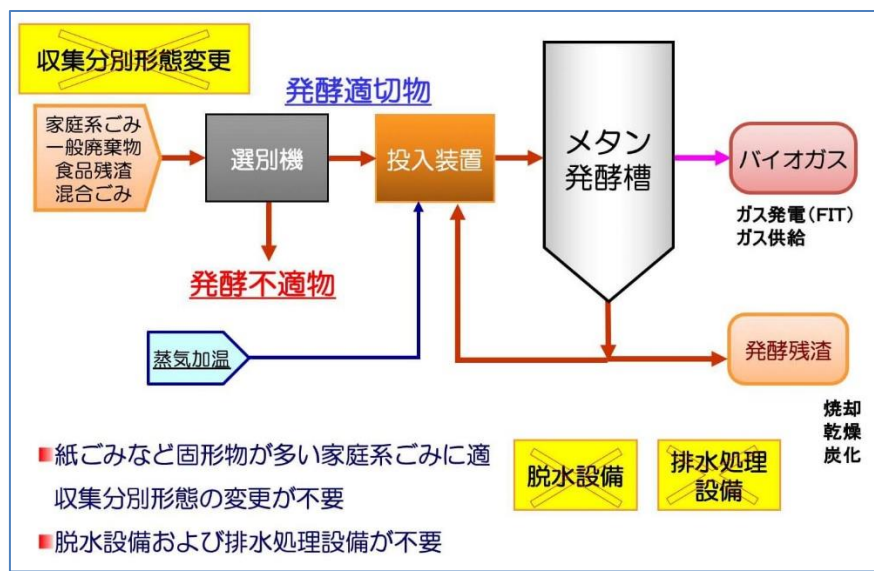 収集分別形態変更
発酵適切物
家庭系ごみ
一般廃棄物
食品残渣
混合ごみ
選別機
投入装置
メタン
発酵槽
バイオガス
ガス発電(FIT)
ガス供給
発酵不適物
蒸気加温
発酵残渣
焼却
乾燥
炭化
■紙ごみなど固形物が多い家庭系ごみに適
収集分別形態の変更が不要
■脱水設備および排水処理設備が不要
脱水設備
排水処理
設備